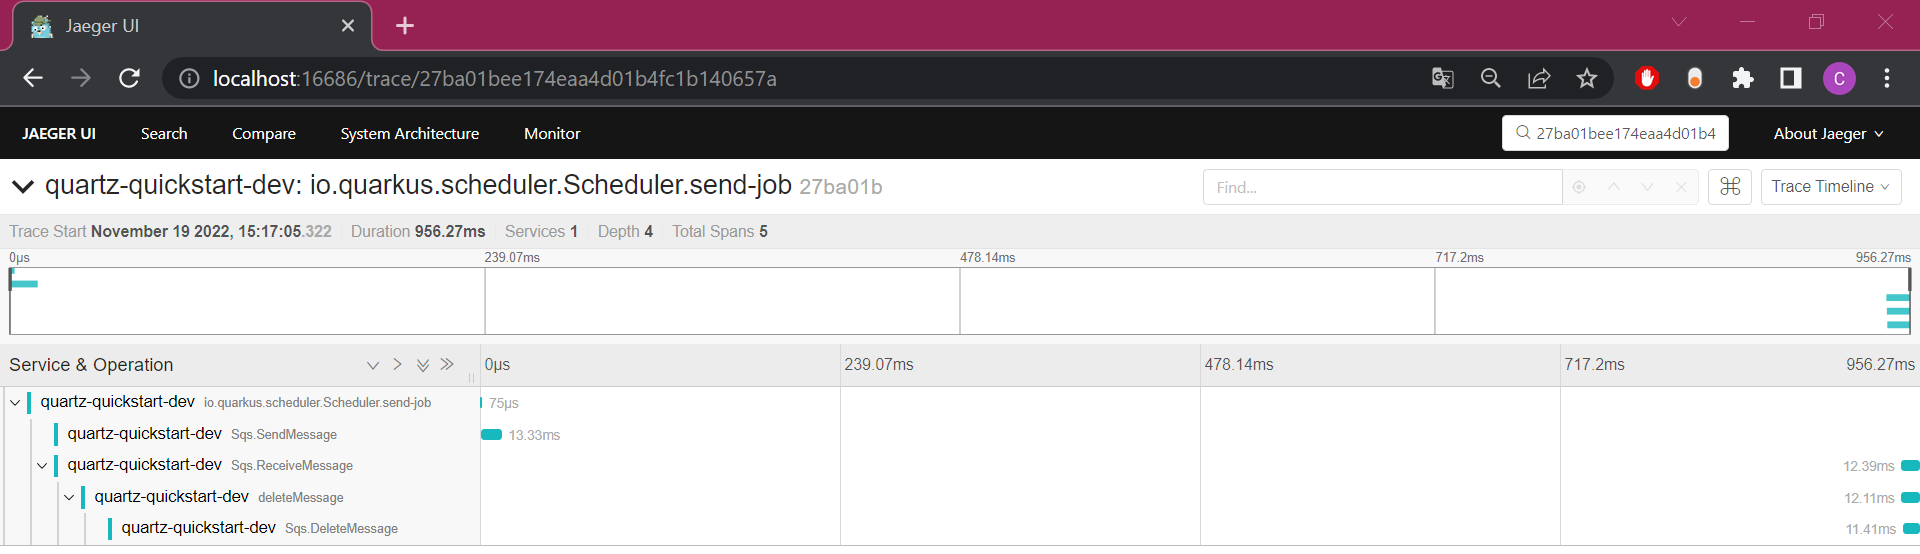 Jaeger UI
localhost:16686/trace/27ba01bee174eaa4d01b4fc1b140657a
C
JAEGER UI Search Compare System Architecture Monitor 27ba01bee174eaa4d01b4 About Jaeger
quartz-quickstart-dev: io.quarkus.scheduler.Scheduler.send-job 27ba01b Find... Trace Timeline
Trace Start November 19 2022, 15:17:05.322 Duration 956.27ms Services 1 Depth 4 Total Spans 5
0μs 239.07ms 478.14ms 717.2ms 956.27ms
Service & Operation 0μs 239.07ms 478.14ms 717.2ms 956.27ms
quartz-quickstart-dev io.quarkus.scheduler.Scheduler.send-job 75μs
quartz-quickstart-dev Sqs.SendMessage 13.33ms
quartz-quickstart-dev Sqs.ReceiveMessage 12.39ms
quartz-quickstart-dev deleteMessage 12.11ms
quartz-quickstart-dev Sqs.DeleteMessage 11.41ms